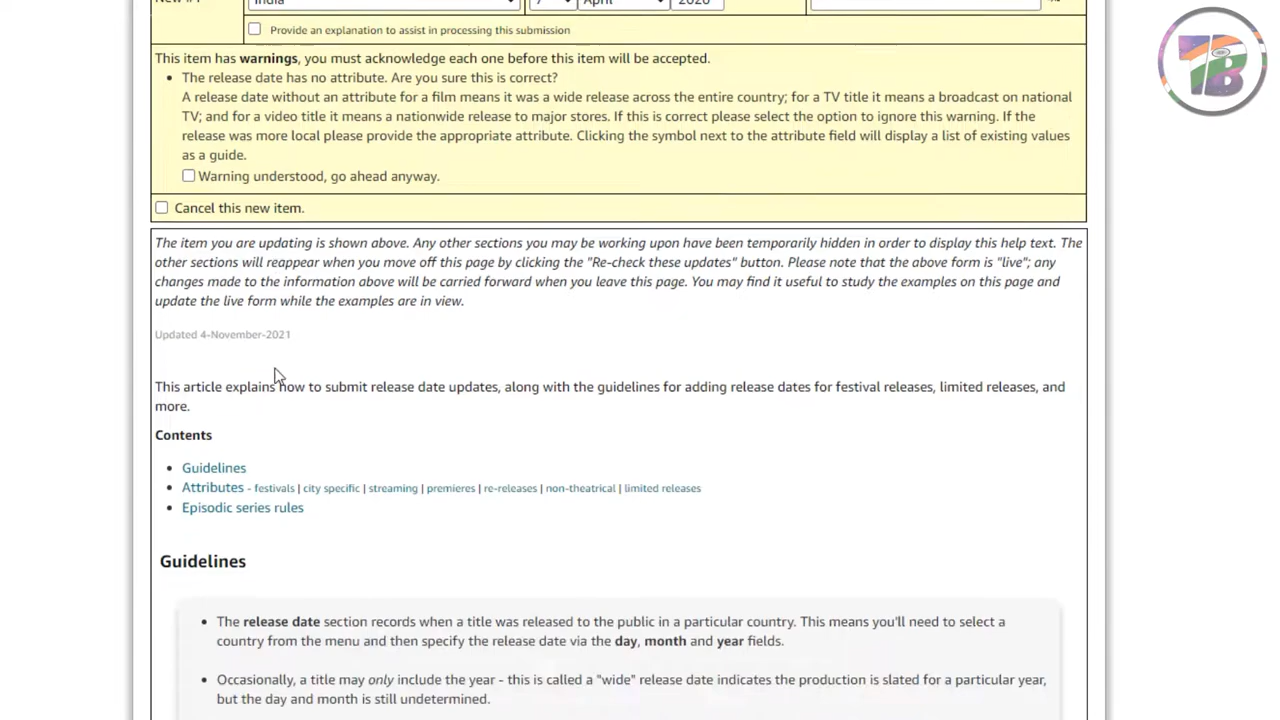 India 7 April 2020
Provide an explanation to assist in processing this submission
This item has warnings, you must acknowledge each one before this item will be accepted.
• The release date has no attribute. Are you sure this is correct?
A release date without an attribute for a film means it was a wide release across the entire country; for a TV title it means a broadcast on national
TV; and for a video title it means a nationwide release to major stores. If this is correct please select the option to ignore this warning. If the
release was more local please provide the appropriate attribute. Clicking the symbol next to the attribute field will display a list of existing values
as a guide.
Warning understood, go ahead anyway.
Cancel this new item.
The item you are updating is shown above. Any other sections you may be working upon have been temporarily hidden in order to display this help text. The
other sections will reappear when you move off this page by clicking the "Re-check these updates" button. Please note that the above form is "live"; any
changes made to the information above will be carried forward when you leave this page. You may find it useful to study the examples on this page and
update the live form while the examples are in view.
Updated 4-November-2021
This article explains how to submit release date updates, along with the guidelines for adding release dates for festival releases, limited releases, and
more.
Contents
• Guidelines
• Attributes - festivals | city specific | streaming | premieres | re-releases | non-theatrical | limited releases
• Episodic series rules
Guidelines
• The release date section records when a title was released to the public in a particular country. This means you'll need to select a
country from the menu and then specify the release date via the day, month and year fields.
• Occasionally, a title may only include the year - this is called a "wide" release date indicates the production is slated for a particular year,
but the day and month is still undetermined.